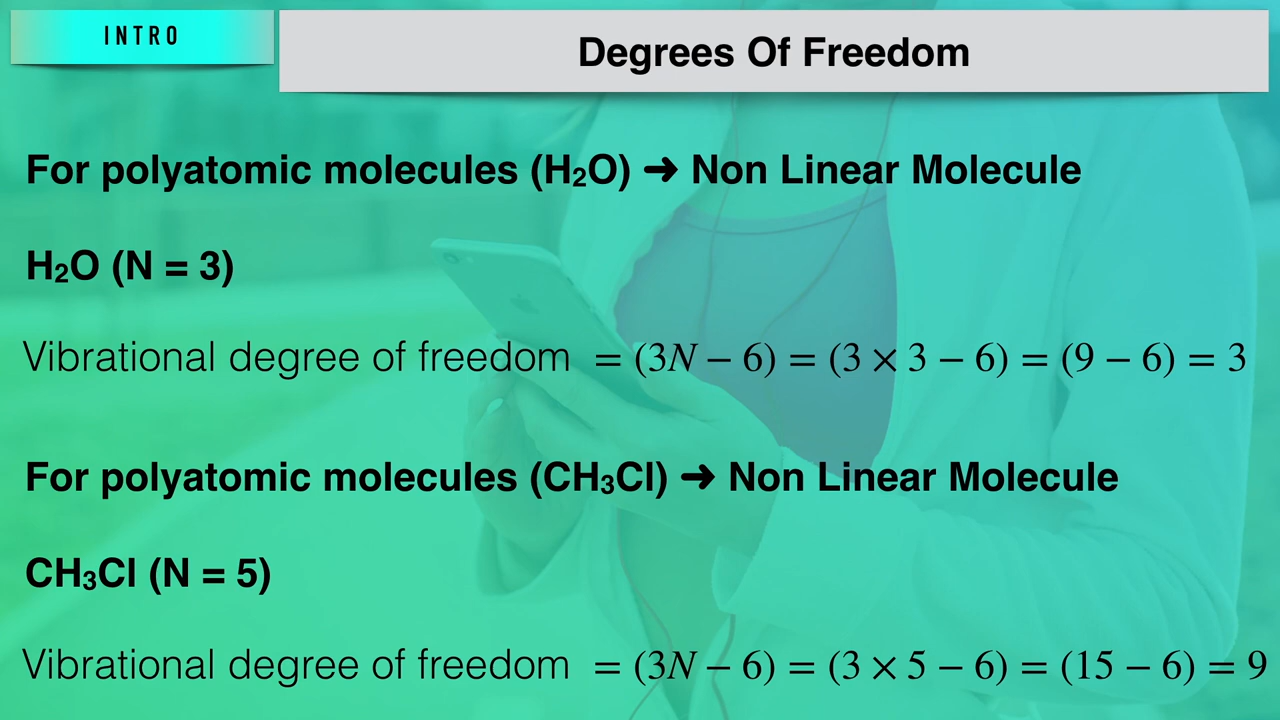 INTRO
Degrees Of Freedom
For polyatomic molecules (H₂O) ➜ Non Linear Molecule
H₂O (N = 3)
Vibrational degree of freedom = (3N − 6) = (3 × 3 − 6) = (9 − 6) = 3
For polyatomic molecules (CH₃Cl) ➜ Non Linear Molecule
CH₃Cl (N = 5)
Vibrational degree of freedom = (3N − 6) = (3 × 5 − 6) = (15 − 6) = 9